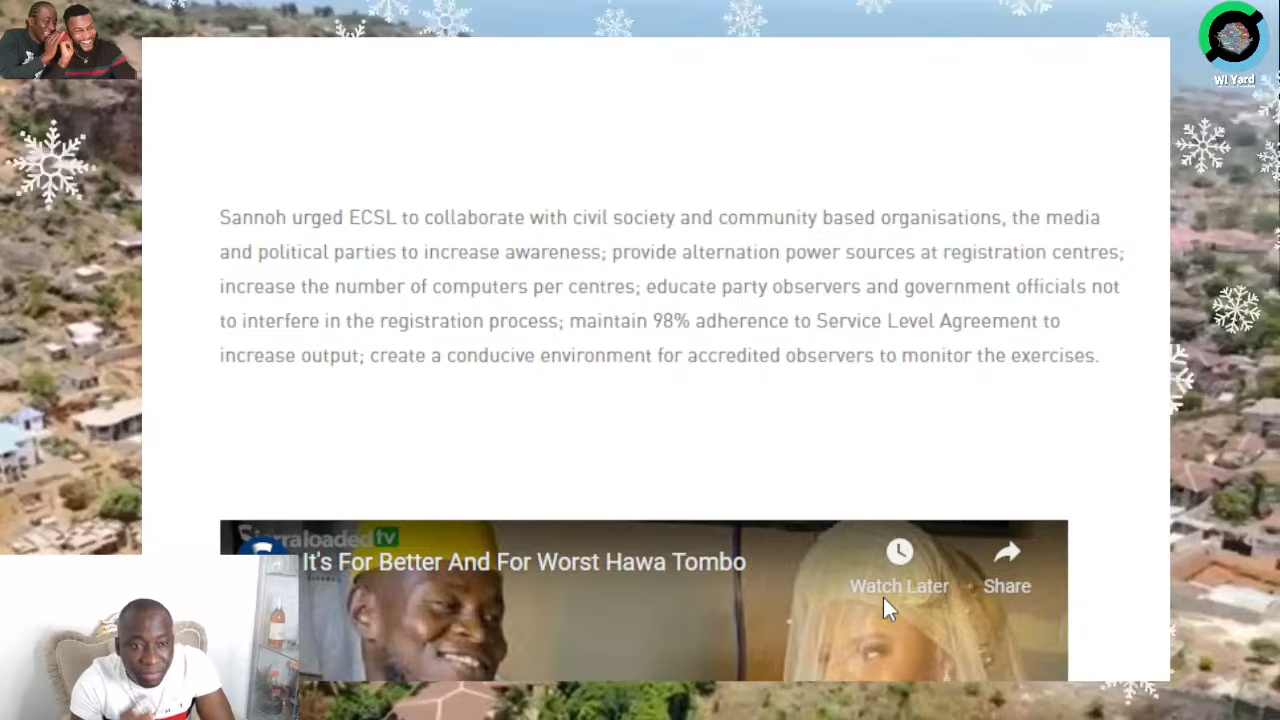 Wi Yard
Sannoh urged ECSL to collaborate with civil society and community based organisations, the media
and political parties to increase awareness; provide alternation power sources at registration centres;
increase the number of computers per centres; educate party observers and government officials not
to interfere in the registration process; maintain 98% adherence to Service Level Agreement to
increase output; create a conducive environment for accredited observers to monitor the exercises.
Sierraloadedtv
It's For Better And For Worst Hawa Tombo
Watch Later
Share